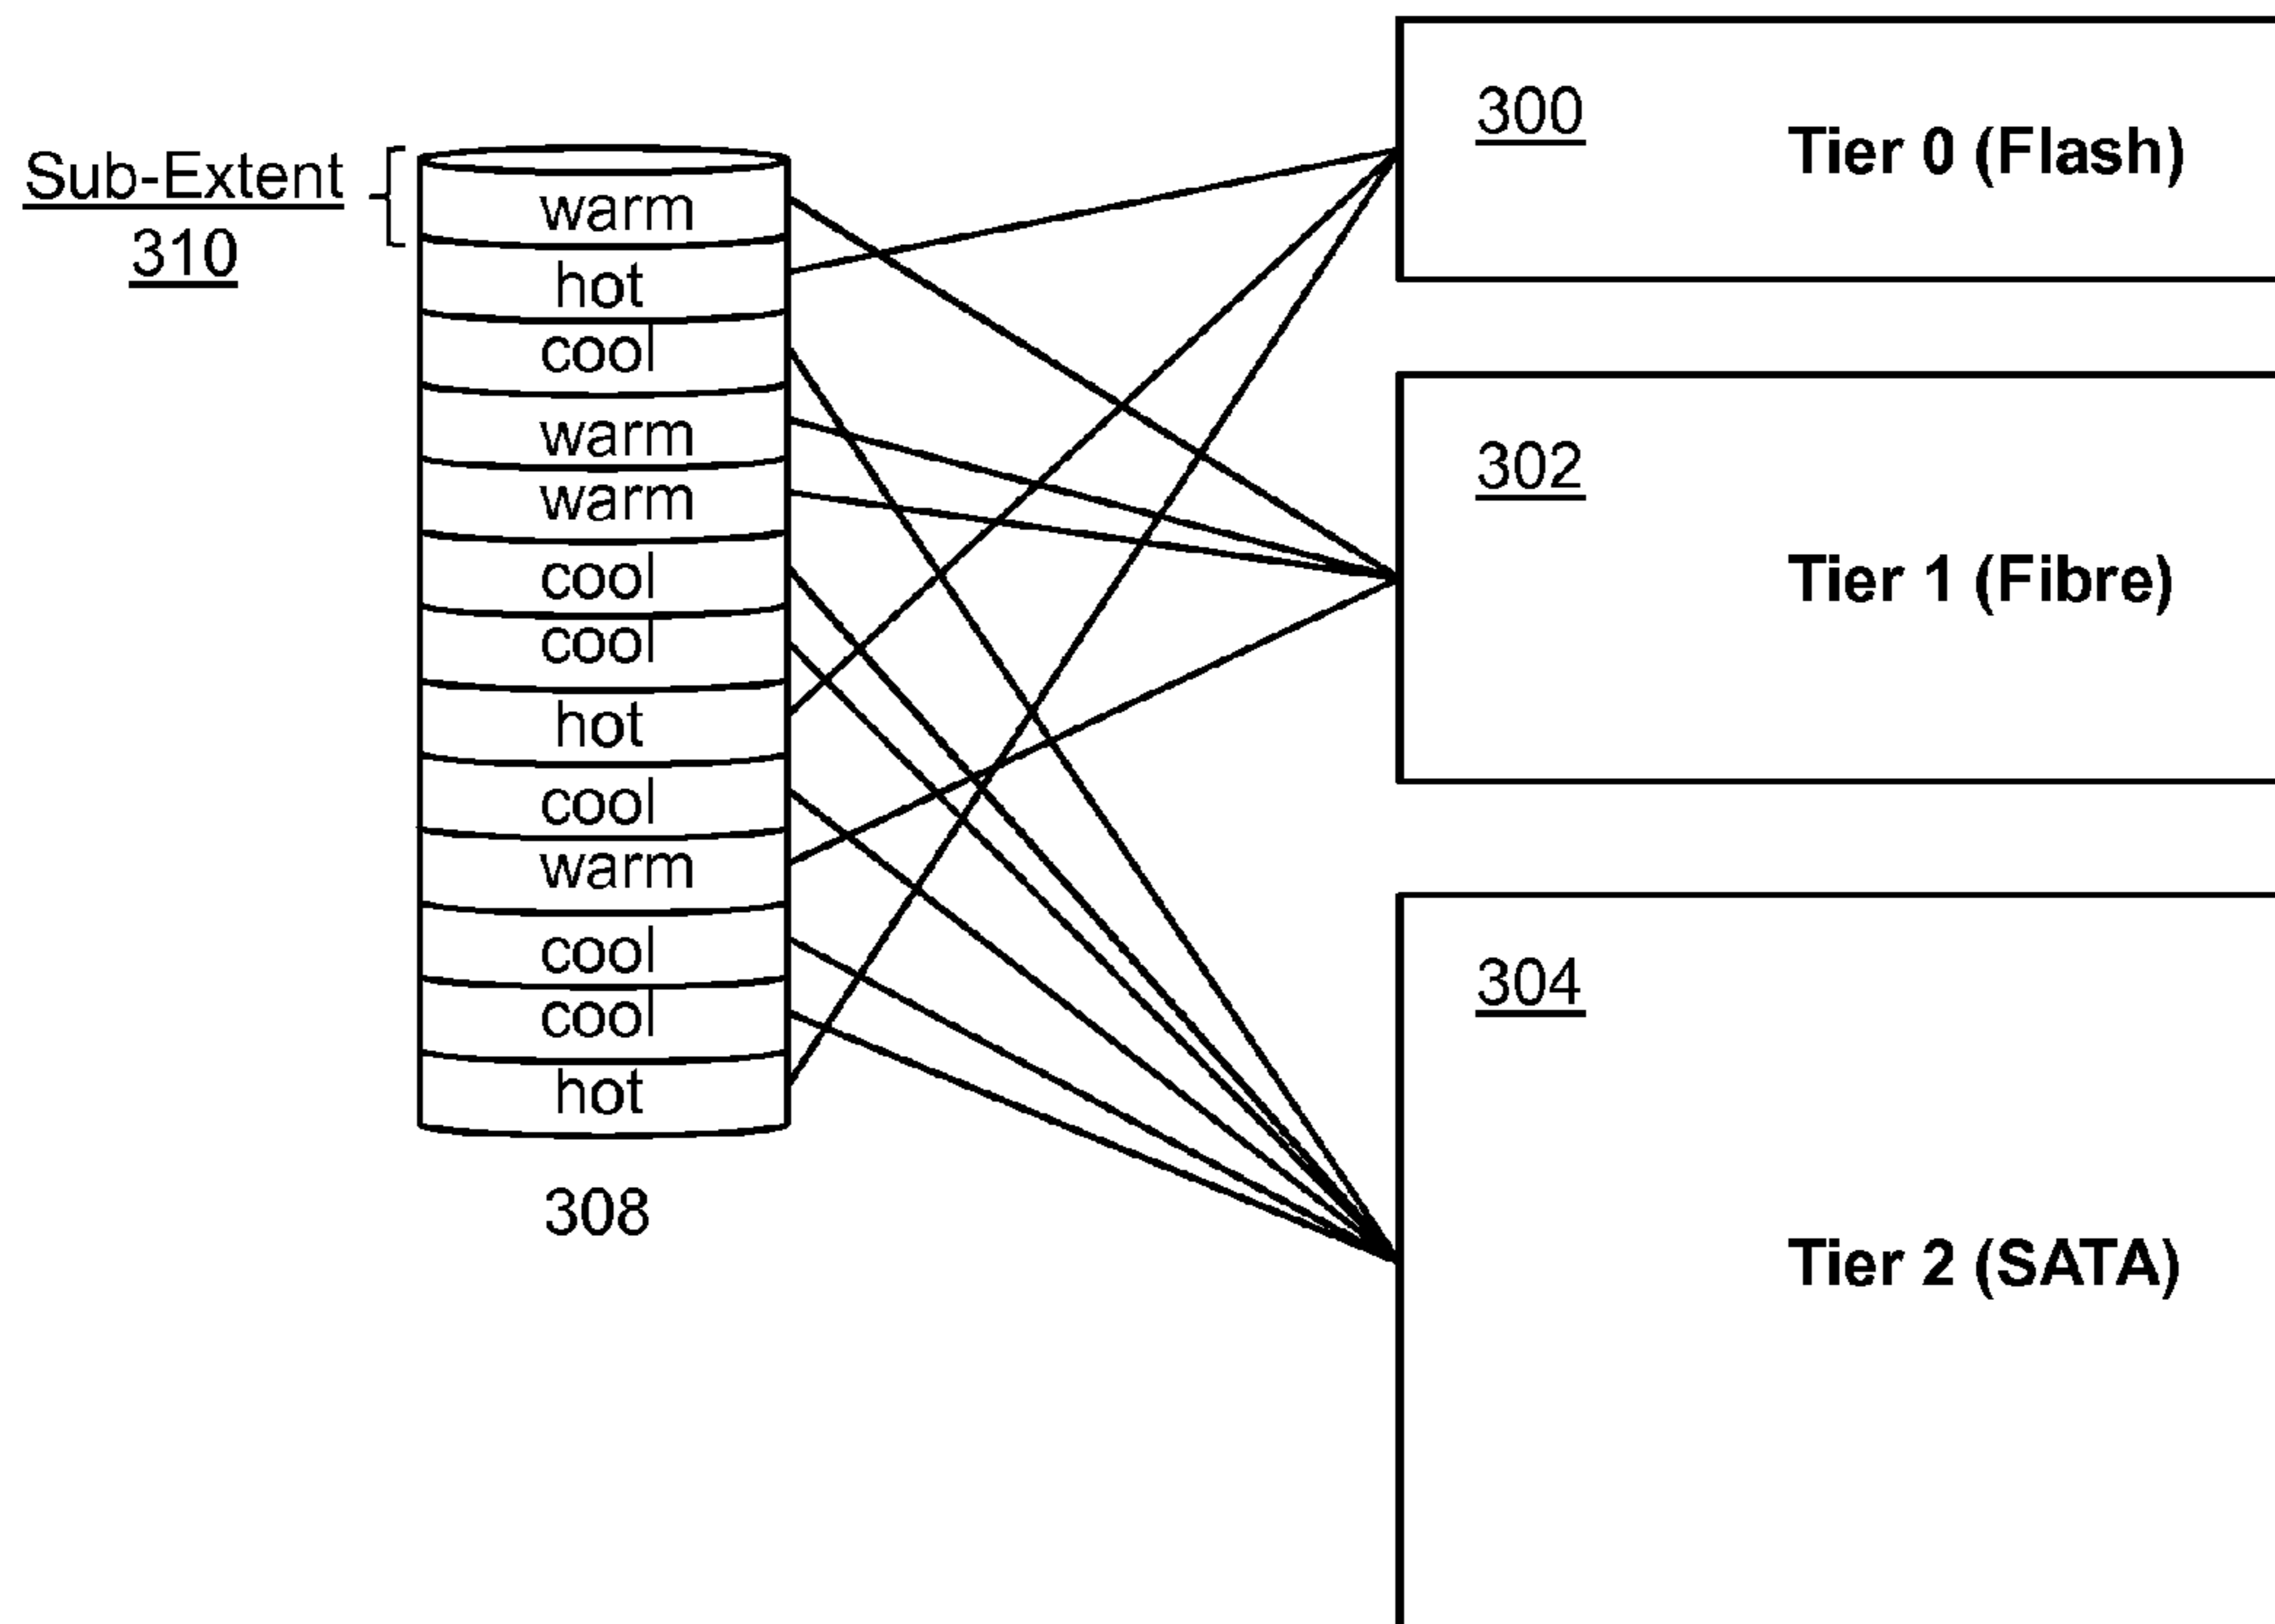 Sub-Extent
310
warm
hot
cool
warm
warm
cool
cool
hot
cool
warm
cool
cool
hot
308
300
Tier 0 (Flash)
302
Tier 1 (Fibre)
304
Tier 2 (SATA)